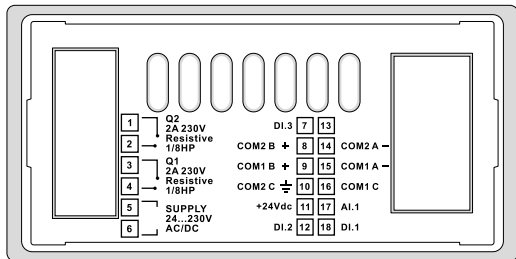 1 Q2
2A 230V
2 Resistive
1/8HP
3 Q1
2A 230V
4 Resistive
1/8HP
5 SUPPLY
24...230V
6 AC/DC
DI.3 7 13
COM2 B + 8 14 COM2 A -
COM1 B + 9 15 COM1 A -
COM2 C 10 16 COM1 C
+24Vdc 11 17 AI.1
DI.2 12 18 DI.1